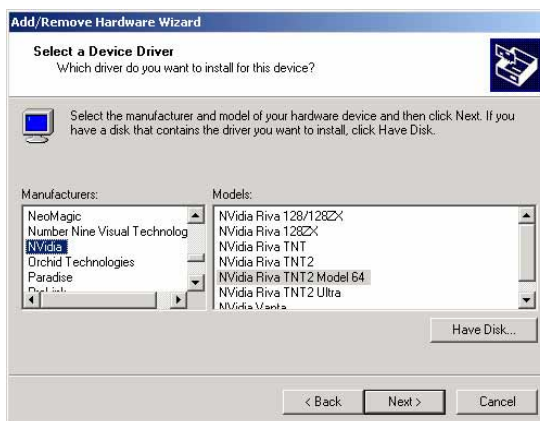 Add/Remove Hardware Wizard
Select a Device Driver
Which driver do you want to install for this device?
Select the manufacturer and model of your hardware device and then click Next. If you
have a disk that contains the driver you want to install, click Have Disk.
Manufacturers:
NeoMagic
Number Nine Visual Technolog
NVidia
Orchid Technologies
Paradise
Models:
NVidia Riva 128/128ZX
NVidia Riva 128ZX
NVidia Riva TNT
NVidia Riva TNT2
NVidia Riva TNT2 Model 64
NVidia Riva TNT2 Ultra
NVidia Vanta
Have Disk...
< Back
Next >
Cancel